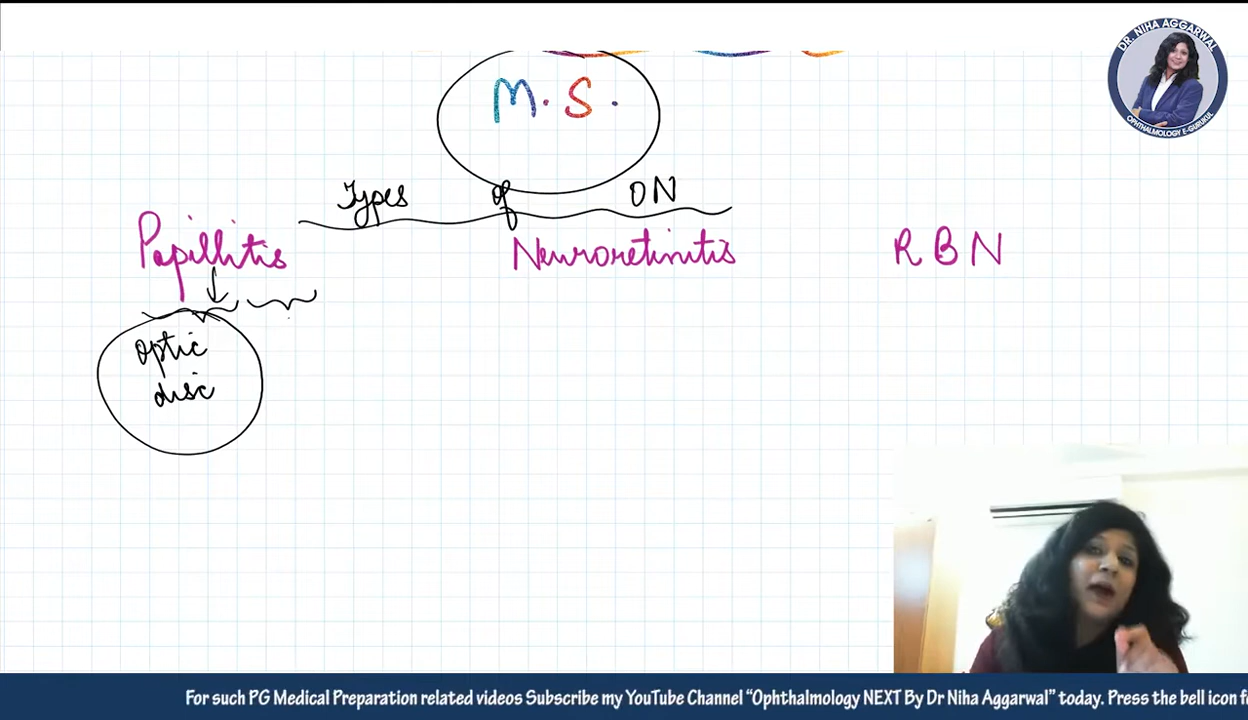 DR. NIHA AGGARWAL
OPHTHALMOLOGY E-GURUKUL
M. S.
Types of ON
Papillitis Neuroretinitis RBN
optic
disc
For such PG Medical Preparation related videos Subscribe my YouTube Channel "Ophthalmology NEXT By Dr Niha Aggarwal" today. Press the bell icon f